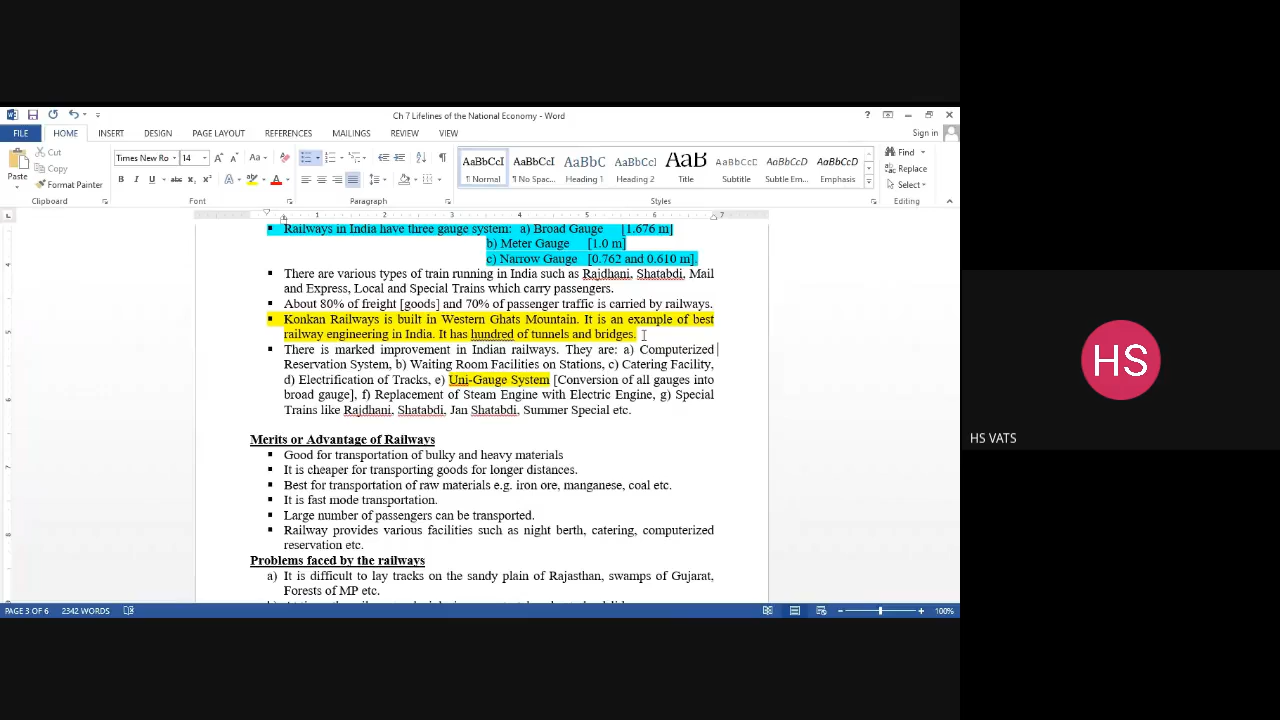 Ch 7 Lifelines of the National Economy - Word
Sign in
FILE HOME INSERT DESIGN PAGE LAYOUT REFERENCES MAILINGS REVIEW VIEW
Paste
Cut
Copy
Format Painter
Clipboard
Times New Ro 14
Font
Paragraph
AaBbCcI AaBbCcI AaBbC AaBbCcI AaB AaBbCcD AaBbCcI AaBbCcI
¶ Normal ¶ No Spac... Heading 1 Heading 2 Title Subtitle Subtle Em... Emphasis
Styles
Find
Replace
Select
Editing
1 2 3 4 5 6 7
Railways in India have three gauge system: a) Broad Gauge [1.676 m]
b) Meter Gauge [1.0 m]
c) Narrow Gauge [0.762 and 0.610 m].
There are various types of train running in India such as Rajdhani, Shatabdi, Mail
and Express, Local and Special Trains which carry passengers.
About 80% of freight [goods] and 70% of passenger traffic is carried by railways.
Konkan Railways is built in Western Ghats Mountain. It is an example of best
railway engineering in India. It has hundred of tunnels and bridges.
There is marked improvement in Indian railways. They are: a) Computerized
Reservation System, b) Waiting Room Facilities on Stations, c) Catering Facility,
d) Electrification of Tracks, e) Uni-Gauge System [Conversion of all gauges into
broad gauge], f) Replacement of Steam Engine with Electric Engine, g) Special
Trains like Rajdhani, Shatabdi, Jan Shatabdi, Summer Special etc.
Merits or Advantage of Railways
Good for transportation of bulky and heavy materials
It is cheaper for transporting goods for longer distances.
Best for transportation of raw materials e.g. iron ore, manganese, coal etc.
It is fast mode transportation.
Large number of passengers can be transported.
Railway provides various facilities such as night berth, catering, computerized
reservation etc.
Problems faced by the railways
a) It is difficult to lay tracks on the sandy plain of Rajasthan, swamps of Gujarat,
Forests of MP etc.
PAGE 3 OF 6 2342 WORDS
100%
HS
HS VATS